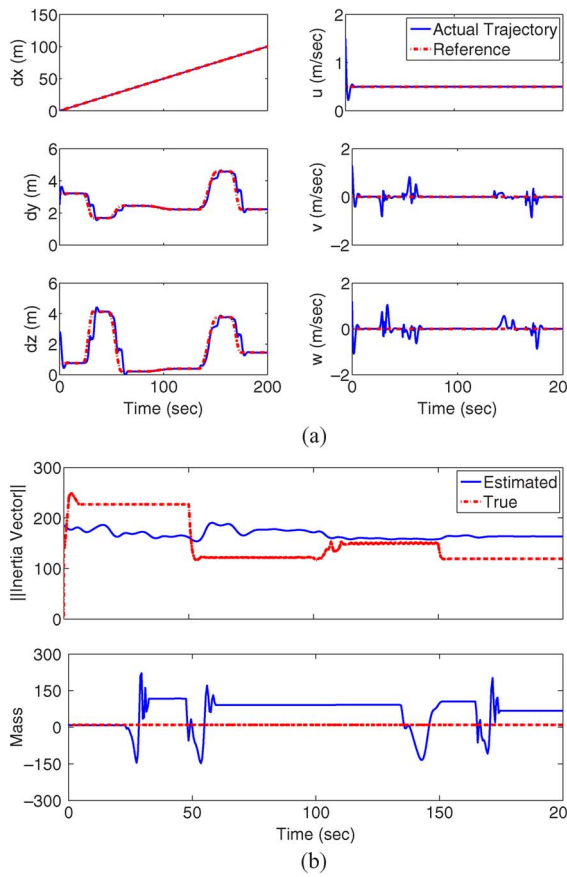 150
100
50
0
dx (m)
2
1
0
u (m/sec)
Actual Trajectory
Reference
6
4
2
0
dy (m)
2
0
−2
v (m/sec)
6
4
2
0
dz (m)
0
100
200
Time (sec)
2
0
−2
w (m/sec)
0
100
20
Time (sec)
(a)
300
200
100
0
||Inertia Vector||
Estimated
True
300
150
0
−150
−300
Mass
0
50
100
150
20
Time (sec)
(b)